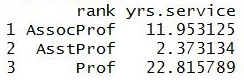 rank yrs.service
1 AssocProf 11.953125
2 AsstProf 2.373134
3 Prof 22.815789